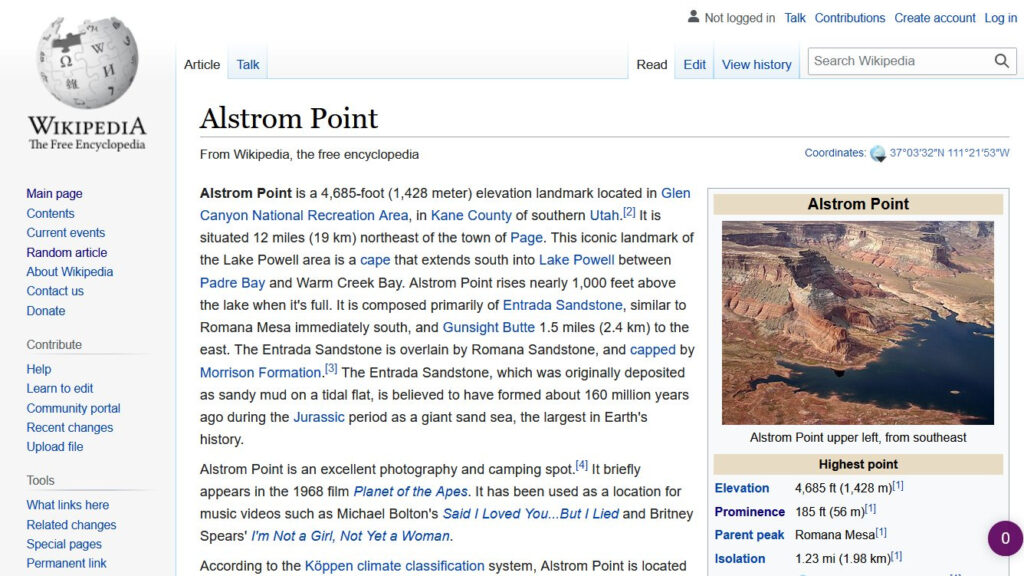 Not logged in Talk Contributions Create account Log in
Article Talk Read Edit View history Search Wikipedia
WIKIPEDIA
The Free Encyclopedia
Main page
Contents
Current events
Random article
About Wikipedia
Contact us
Donate
Contribute
Help
Learn to edit
Community portal
Recent changes
Upload file
Tools
What links here
Related changes
Special pages
Permanent link
Alstrom Point
From Wikipedia, the free encyclopedia
Coordinates: 37°03′32″N 111°21′53″W
Alstrom Point is a 4,685-foot (1,428 meter) elevation landmark located in Glen
Canyon National Recreation Area, in Kane County of southern Utah.[2] It is
situated 12 miles (19 km) northeast of the town of Page. This iconic landmark of
the Lake Powell area is a cape that extends south into Lake Powell between
Padre Bay and Warm Creek Bay. Alstrom Point rises nearly 1,000 feet above
the lake when it's full. It is composed primarily of Entrada Sandstone, similar to
Romana Mesa immediately south, and Gunsight Butte 1.5 miles (2.4 km) to the
east. The Entrada Sandstone is overlain by Romana Sandstone, and capped by
Morrison Formation.[3] The Entrada Sandstone, which was originally deposited
as sandy mud on a tidal flat, is believed to have formed about 160 million years
ago during the Jurassic period as a giant sand sea, the largest in Earth's
history.
Alstrom Point is an excellent photography and camping spot.[4] It briefly
appears in the 1968 film Planet of the Apes. It has been used as a location for
music videos such as Michael Bolton's Said I Loved You...But I Lied and Britney
Spears' I'm Not a Girl, Not Yet a Woman.
According to the Köppen climate classification system, Alstrom Point is located
Alstrom Point
Alstrom Point upper left, from southeast
Highest point
Elevation 4,685 ft (1,428 m)[1]
Prominence 185 ft (56 m)[1]
Parent peak Romana Mesa[1]
Isolation 1.23 mi (1.98 km)[1]
0